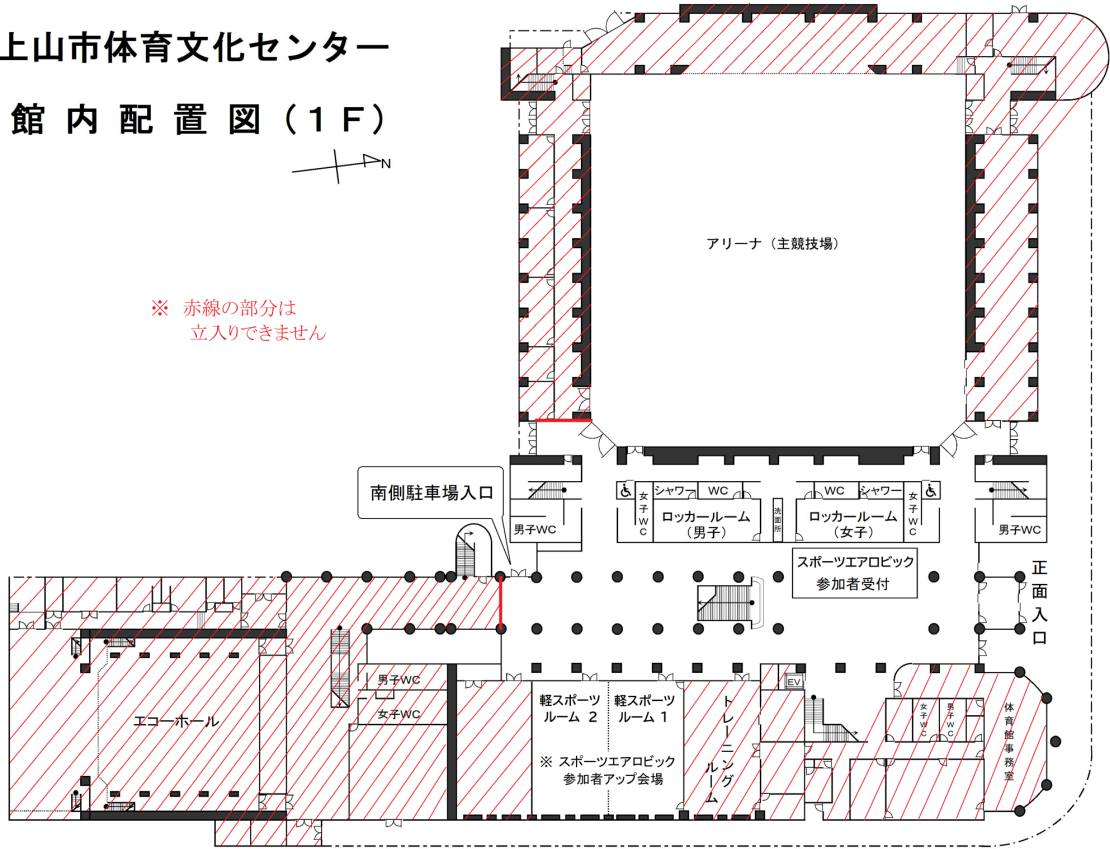 上山市体育文化センター
館内配置図(1F)
N
※ 赤線の部分は
立入りできません
アリーナ(主競技場)
南側駐車場入口
シャワー
WC
WC
シャワー
女子WC
ロッカールーム
(男子)
洗面所
ロッカールーム
(女子)
女子WC
男子WC
男子WC
スポーツエアロビック
参加者受付
正面入口
エコーホール
男子WC
女子WC
軽スポーツ
ルーム 2
軽スポーツ
ルーム 1
※ スポーツエアロビック
参加者アップ会場
トレーニング
ルーム
EV
女子WC
男子WC
体育館事務室